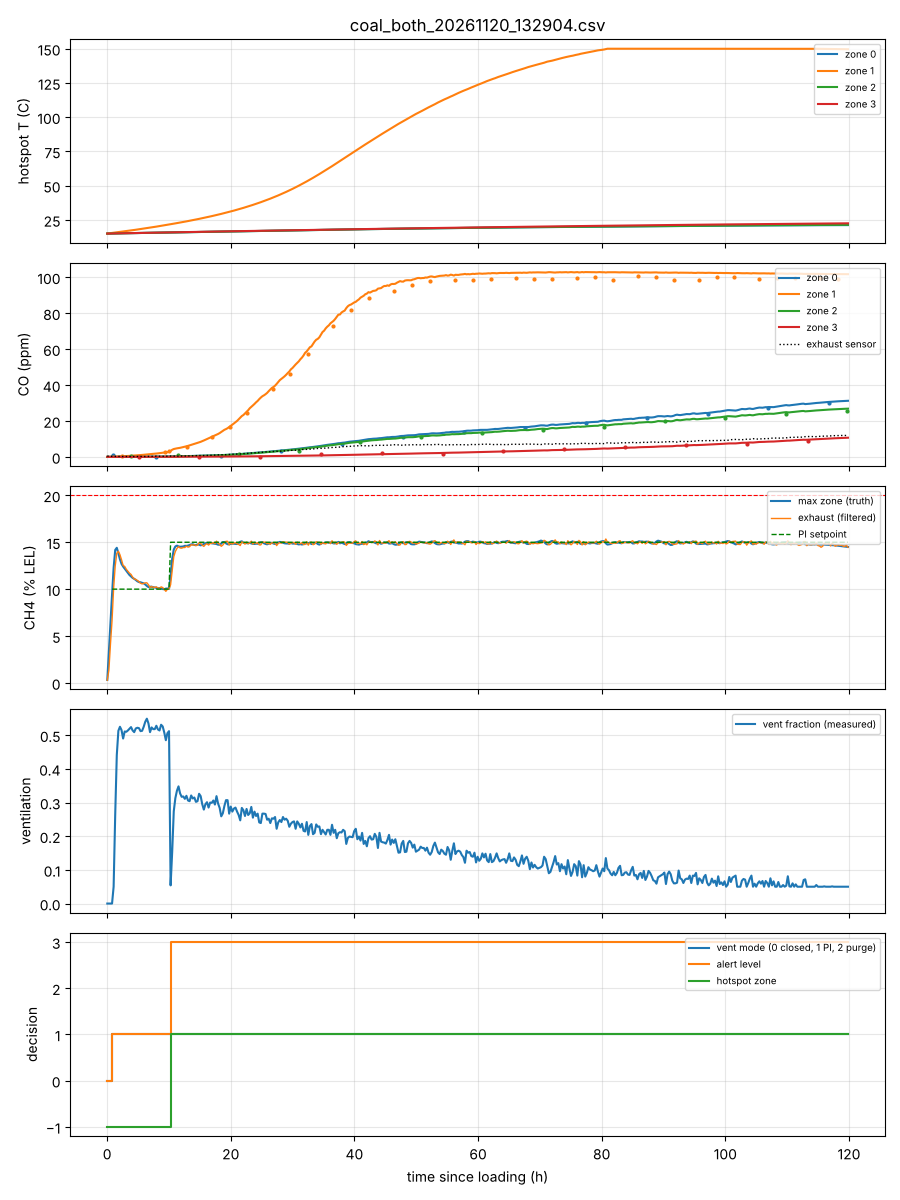 coal_both_20261120_132904.csv
150
125
100
75
50
25
hotspot T (C)
zone 0
zone 1
zone 2
zone 3
100
80
60
40
20
0
CO (ppm)
zone 0
zone 1
zone 2
zone 3
exhaust sensor
20
15
10
5
0
CH4 (% LEL)
max zone (truth)
exhaust (filtered)
PI setpoint
0.5
0.4
0.3
0.2
0.1
0.0
ventilation
vent fraction (measured)
3
2
1
0
−1
decision
vent mode (0 closed, 1 PI, 2 purge)
alert level
hotspot zone
0 20 40 60 80 100 120
time since loading (h)